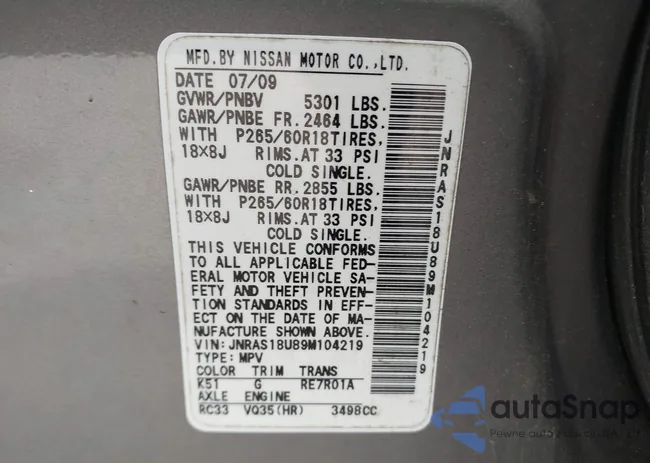 MFD.BY NISSAN MOTOR CO.,LTD.
DATE 07/09
GVWR/PNBV 5301 LBS.
GAWR/PNBE FR. 2464 LBS.
WITH P265/60R18TIRES,
18X8J RIMS.AT 33 PSI
COLD SINGLE.
GAWR/PNBE RR. 2855 LBS.
WITH P265/60R18TIRES,
18X8J RIMS.AT 33 PSI
COLD SINGLE.
THIS VEHICLE CONFORMS
TO ALL APPLICABLE FED-
ERAL MOTOR VEHICLE SA-
FETY AND THEFT PREVEN-
TION STANDARDS IN EFF-
ECT ON THE DATE OF MA-
NUFACTURE SHOWN ABOVE.
VIN: JNRAS18U89M104219
TYPE: MPV
COLOR TRIM TRANS
K51 G RE7R01A
AXLE ENGINE
RC33 VQ35(HR) 3498CC
JNRAS18U89M104219
autoSnap
Pewne auto